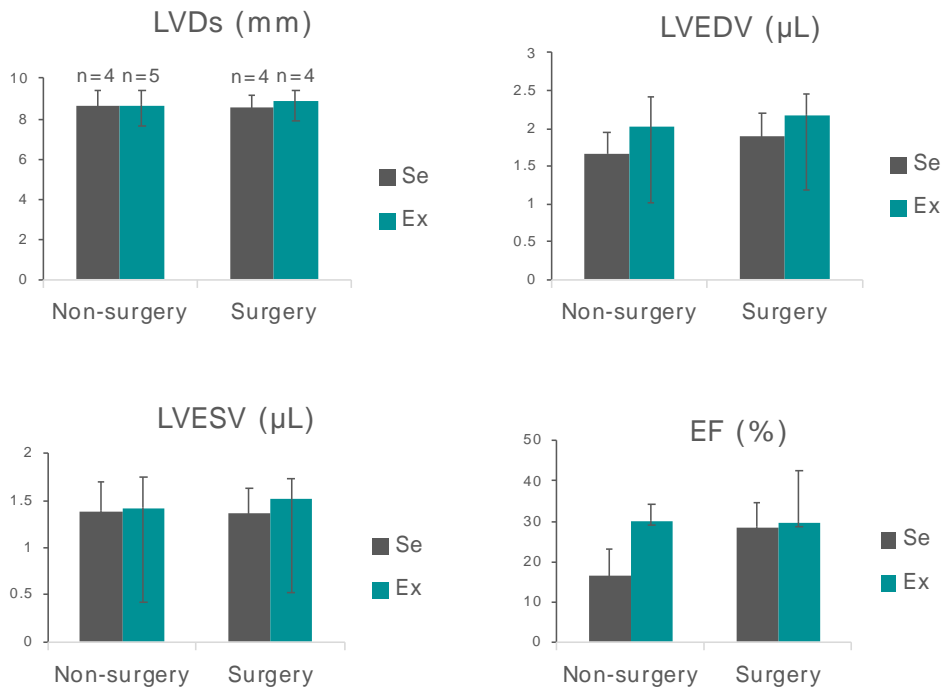 LVDs (mm)
10
8
6
4
2
0
n=4 n=5
n=4 n=4
Non-surgery
Surgery
Se
Ex
LVEDV (μL)
3
2.5
2
1.5
1
0.5
0
Non-surgery
Surgery
Se
Ex
LVESV (μL)
2
1.5
1
0.5
0
Non-surgery
Surgery
Se
Ex
EF (%)
50
40
30
20
10
0
Non-surgery
Surgery
Se
Ex